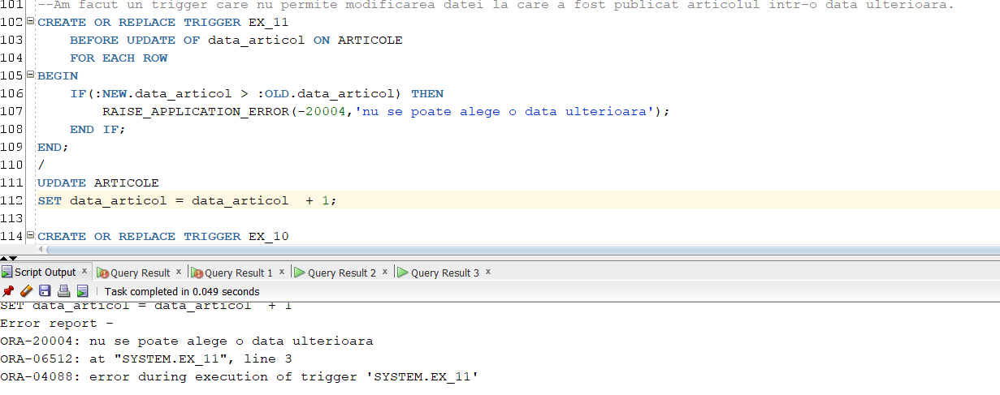 101 --Am facut un trigger care nu permite modificarea datei la care a fost publicat articolul intr-o data ulterioara.
102 CREATE OR REPLACE TRIGGER EX_11
103 BEFORE UPDATE OF data_articol ON ARTICOLE
104 FOR EACH ROW
105 BEGIN
106 IF(:NEW.data_articol > :OLD.data_articol) THEN
107 RAISE_APPLICATION_ERROR(-20004,'nu se poate alege o data ulterioara');
108 END IF;
109 END;
110 /
111 UPDATE ARTICOLE
112 SET data_articol = data_articol  + 1;
113
114 CREATE OR REPLACE TRIGGER EX_10
Script Output x Query Result x Query Result 1 x Query Result 2 x Query Result 3 x
Task completed in 0.049 seconds
SET data_articol = data_articol  + 1
Error report -
ORA-20004: nu se poate alege o data ulterioara
ORA-06512: at "SYSTEM.EX_11", line 3
ORA-04088: error during execution of trigger 'SYSTEM.EX_11'